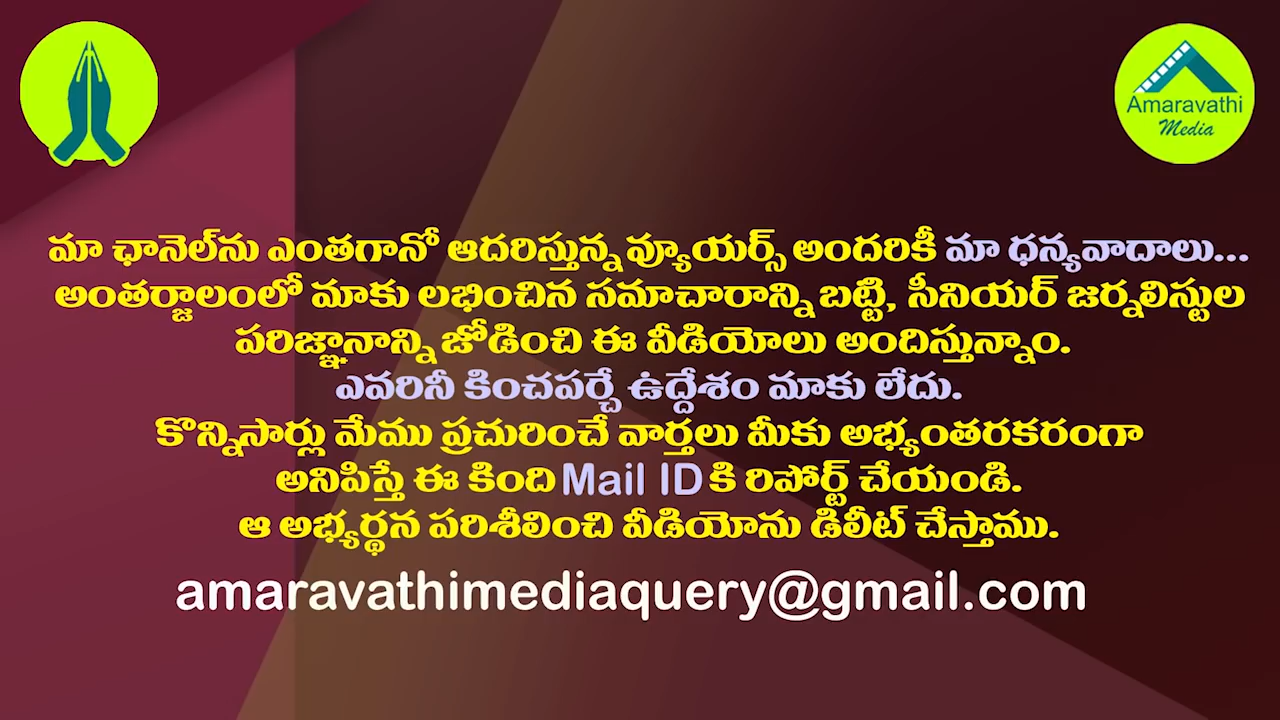 Amaravathi
Media
మా ఛానెల్‌ను ఎంతగానో ఆదరిస్తున్న వ్యూయర్స్ అందరికీ మా ధన్యవాదాలు...
అంతర్జాలంలో మాకు లభించిన సమాచారాన్ని బట్టి, సీనియర్ జర్నలిస్టుల
పరిజ్ఞానాన్ని జోడించి ఈ వీడియోలు అందిస్తున్నాం.
ఎవరినీ కించపర్చే ఉద్దేశం మాకు లేదు.
కొన్నిసార్లు మేము ప్రచురించే వార్తలు మీకు అభ్యంతరకరంగా
అనిపిస్తే ఈ కింది Mail ID కి రిపోర్ట్ చేయండి.
ఆ అభ్యర్థన పరిశీలించి వీడియోను డిలీట్ చేస్తాము.
amaravathimediaquery@gmail.com